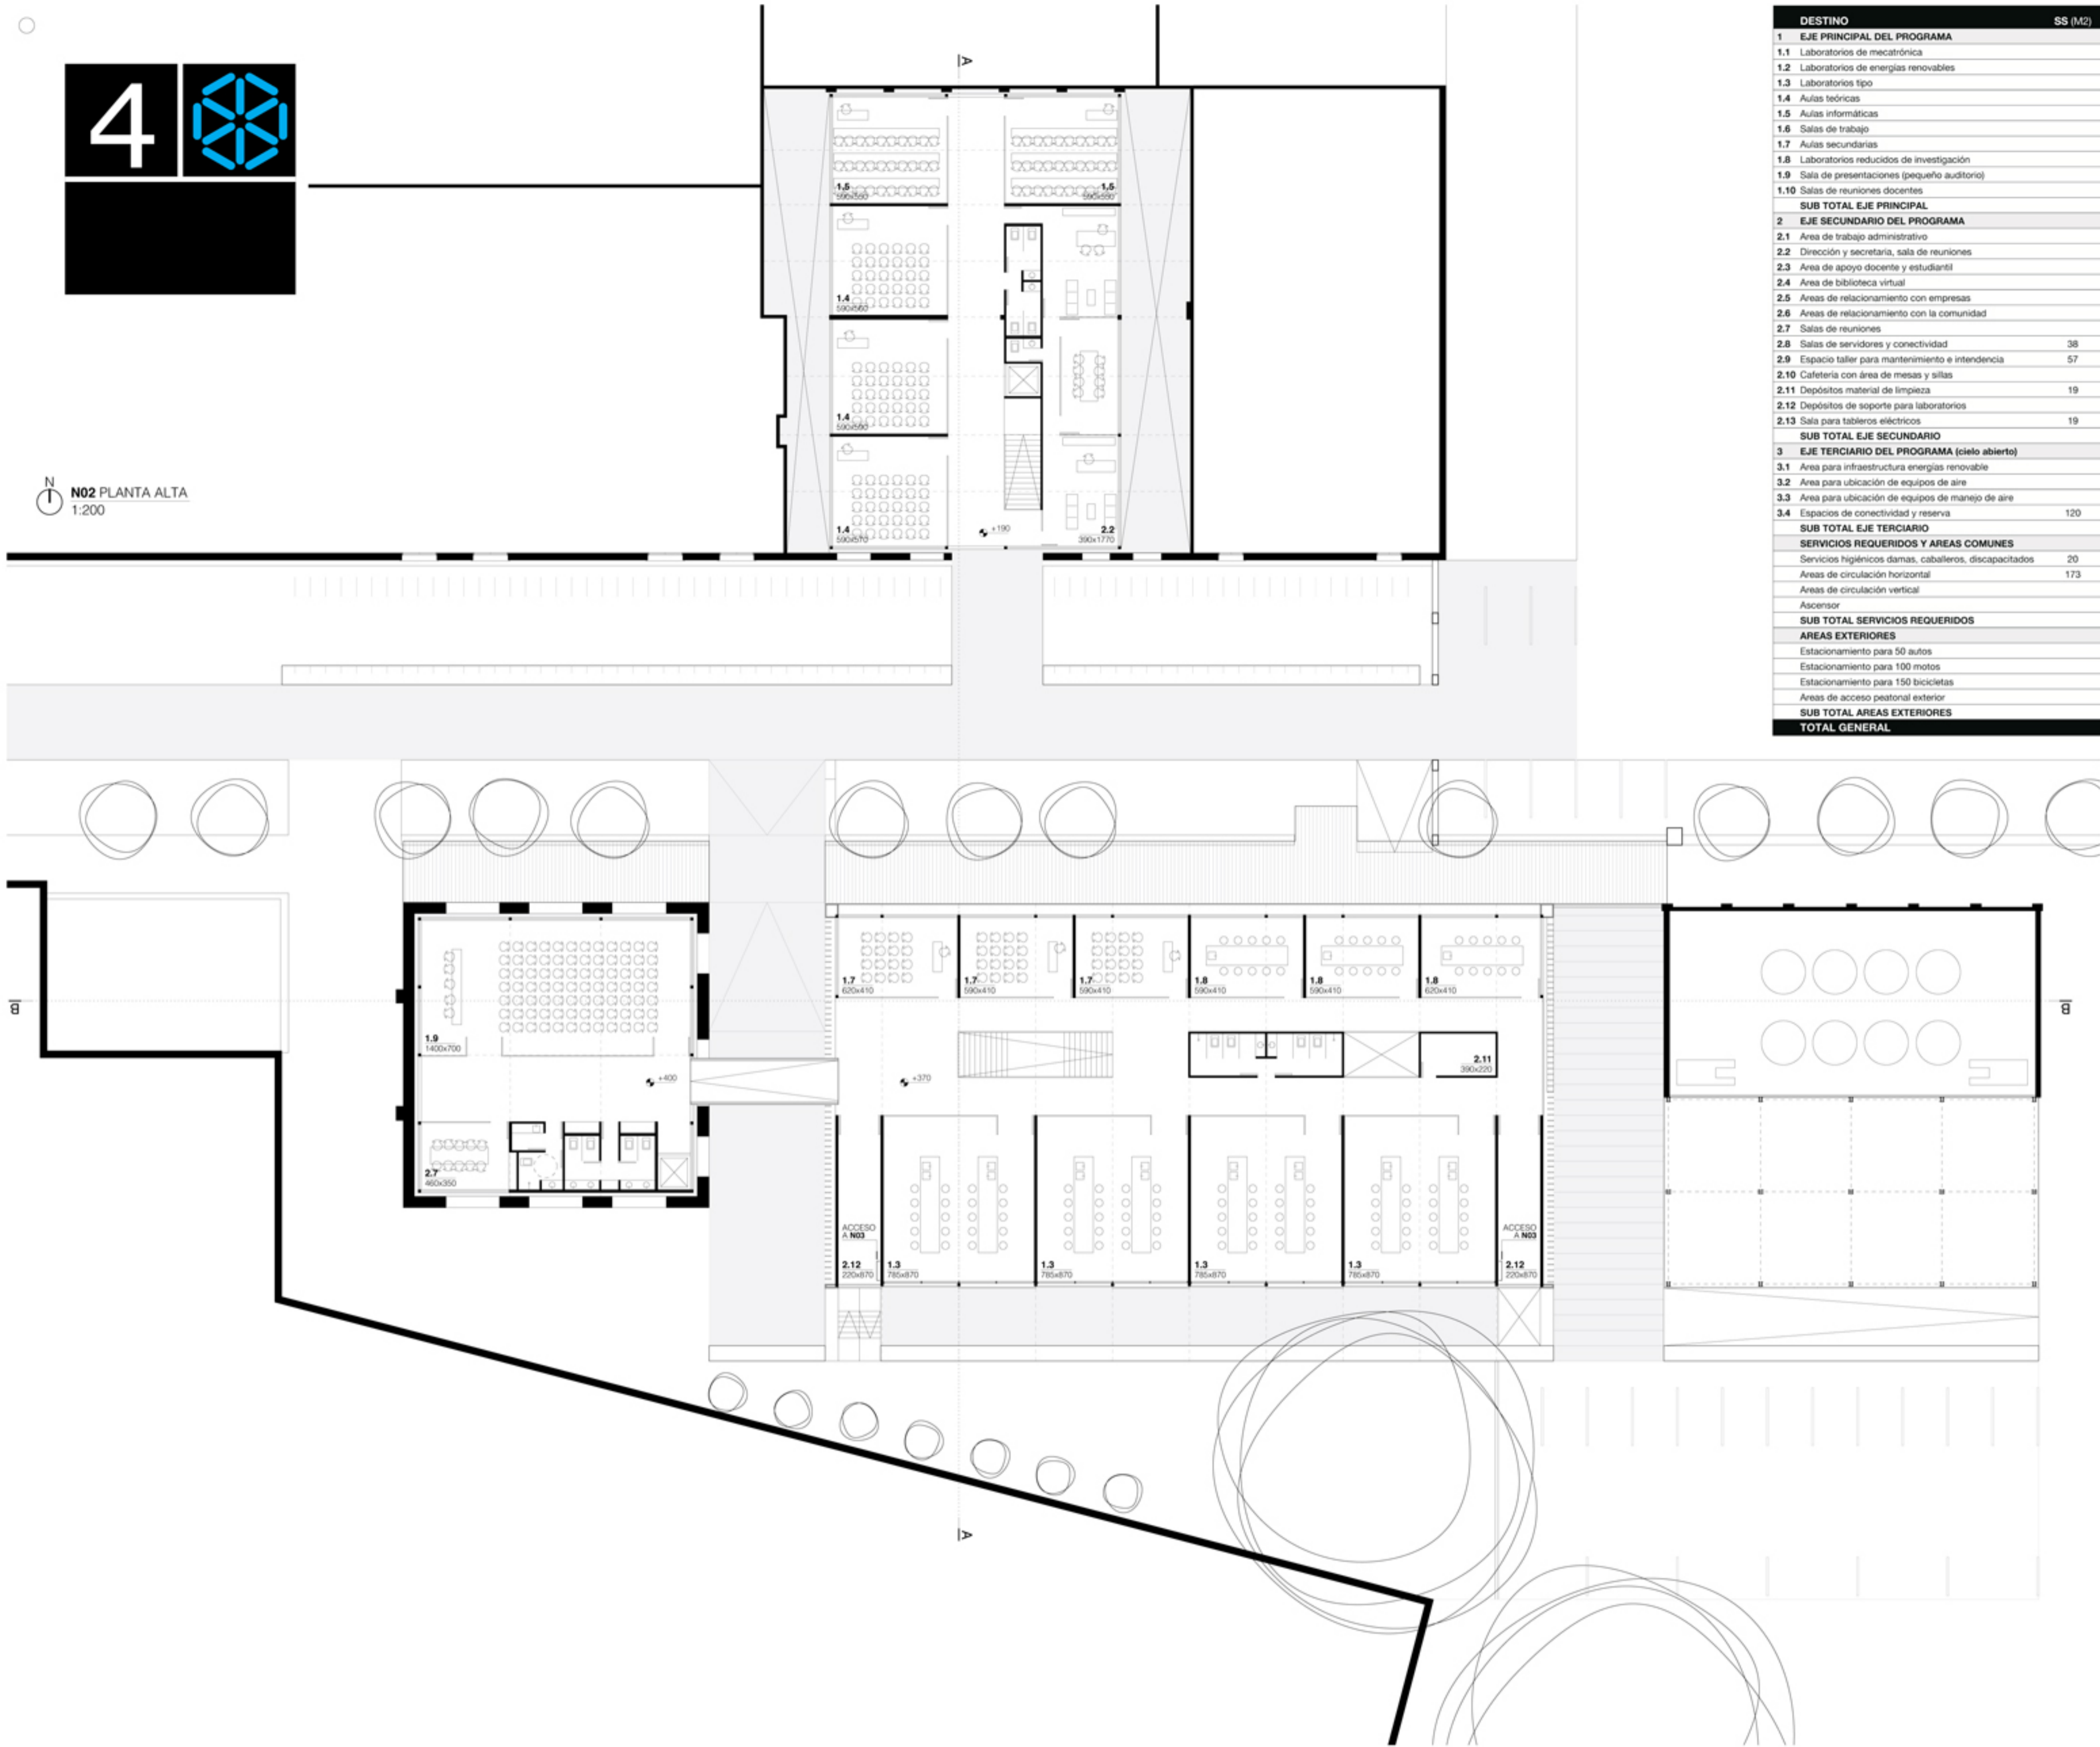 4
N
N02 PLANTA ALTA
1:200
A
1.5
590x550
1.5
590x550
1.4
590x560
1.4
590x590
1.4
590x570
+190
2.2
390x1770
DESTINO SS (M2)
1 EJE PRINCIPAL DEL PROGRAMA
1.1 Laboratorios de mecatrónica
1.2 Laboratorios de energías renovables
1.3 Laboratorios tipo
1.4 Aulas teóricas
1.5 Aulas informáticas
1.6 Salas de trabajo
1.7 Aulas secundarias
1.8 Laboratorios reducidos de investigación
1.9 Sala de presentaciones (pequeño auditorio)
1.10 Salas de reuniones docentes
SUB TOTAL EJE PRINCIPAL
2 EJE SECUNDARIO DEL PROGRAMA
2.1 Area de trabajo administrativo
2.2 Dirección y secretaria, sala de reuniones
2.3 Area de apoyo docente y estudiantil
2.4 Area de biblioteca virtual
2.5 Areas de relacionamiento con empresas
2.6 Areas de relacionamiento con la comunidad
2.7 Salas de reuniones
2.8 Salas de servidores y conectividad 38
2.9 Espacio taller para mantenimiento e intendencia 57
2.10 Cafetería con área de mesas y sillas
2.11 Depósitos material de limpieza 19
2.12 Depósitos de soporte para laboratorios
2.13 Sala para tableros eléctricos 19
SUB TOTAL EJE SECUNDARIO
3 EJE TERCIARIO DEL PROGRAMA (cielo abierto)
3.1 Area para infraestructura energías renovable
3.2 Area para ubicación de equipos de aire
3.3 Area para ubicación de equipos de manejo de aire
3.4 Espacios de conectividad y reserva 120
SUB TOTAL EJE TERCIARIO
SERVICIOS REQUERIDOS Y AREAS COMUNES
Servicios higiénicos damas, caballeros, discapacitados 20
Areas de circulación horizontal 173
Areas de circulación vertical
Ascensor
SUB TOTAL SERVICIOS REQUERIDOS
AREAS EXTERIORES
Estacionamiento para 50 autos
Estacionamiento para 100 motos
Estacionamiento para 150 bicicletas
Areas de acceso peatonal exterior
SUB TOTAL AREAS EXTERIORES
TOTAL GENERAL
B
1.9
1400x700
+400
2.7
460x350
1.7
620x410
1.7
590x410
1.7
590x410
1.8
590x410
1.8
590x410
1.8
620x410
B
+370
2.11
390x220
ACCESO
A N03
2.12
220x870
1.3
785x870
1.3
785x870
1.3
785x870
1.3
785x870
ACCESO
A N03
2.12
220x870
A